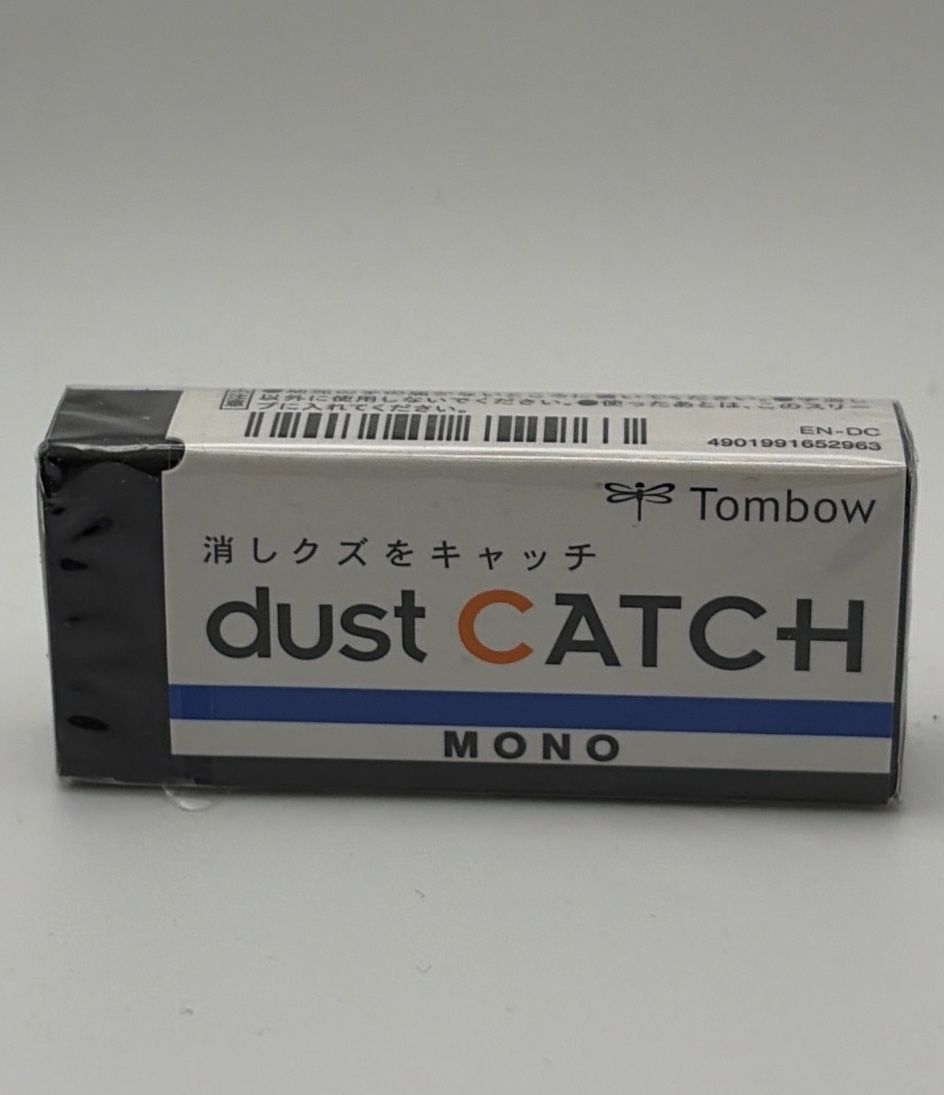 以外に使用しないでください。●使ったあとは、このスリー
ブに入れてください。
EN-DC
4901991652963
Tombow
消しクズをキャッチ
dust CATCH
MONO